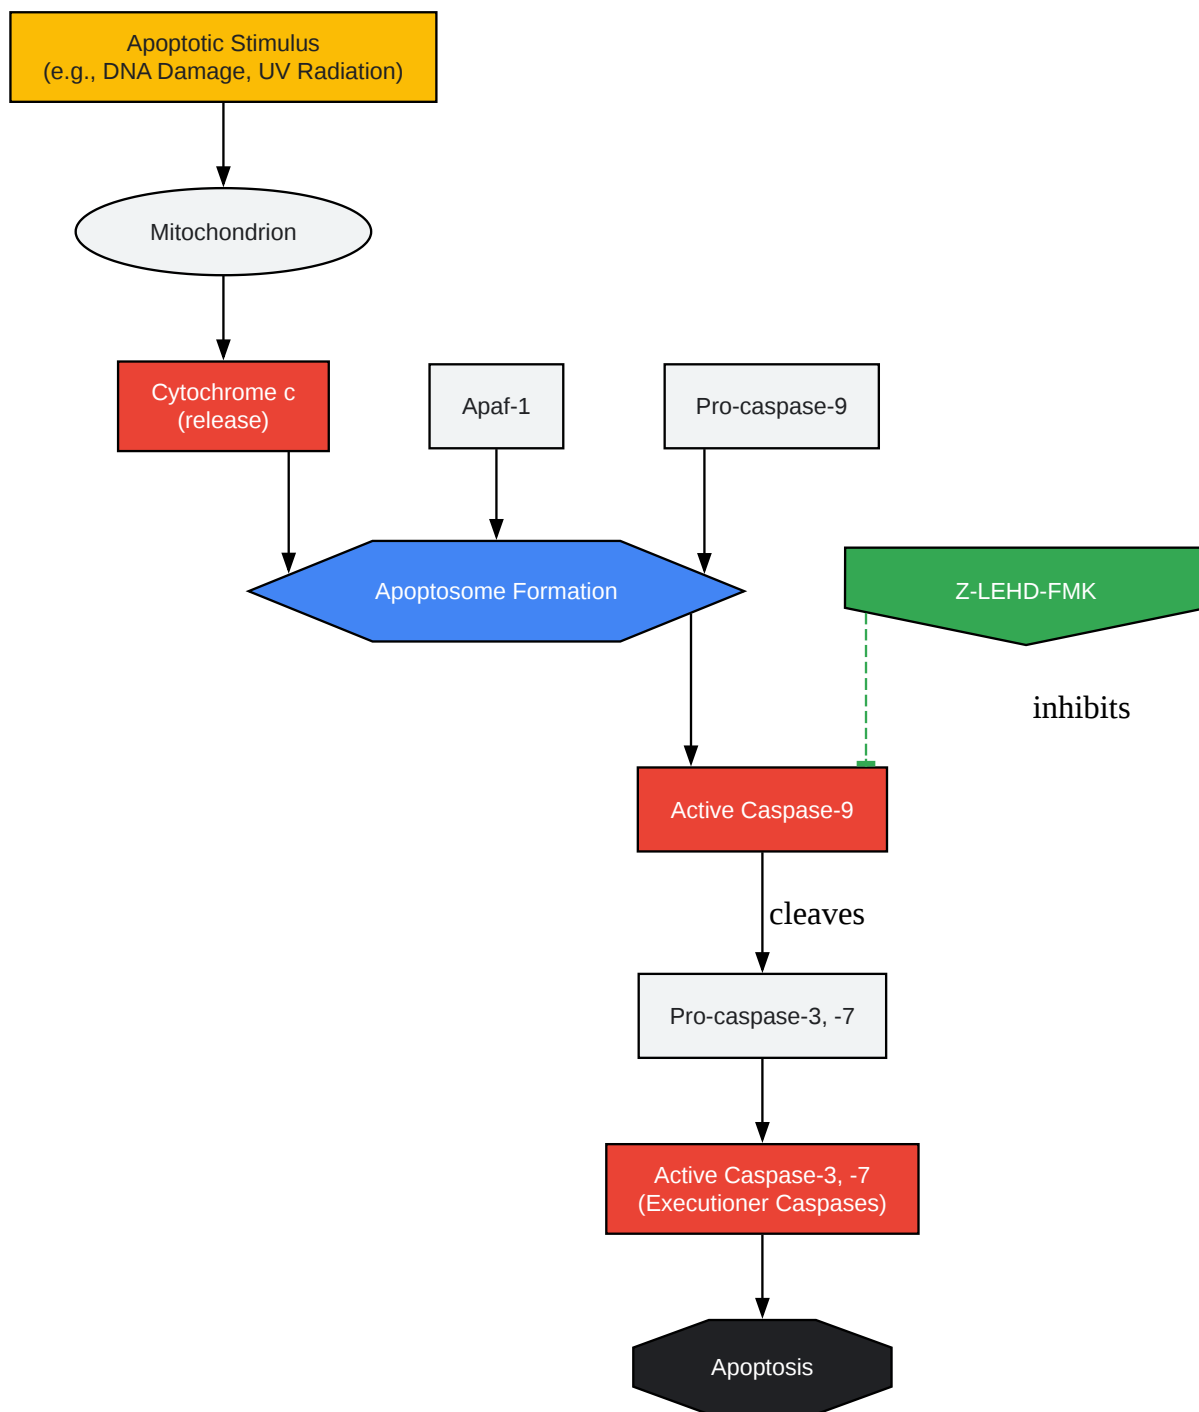 Apoptotic Stimulus
(e.g., DNA Damage, UV Radiation)
Mitochondrion
Cytochrome c
(release)
Apaf-1
Pro-caspase-9
Apoptosome Formation
Z-LEHD-FMK
inhibits
Active Caspase-9
cleaves
Pro-caspase-3, -7
Active Caspase-3, -7
(Executioner Caspases)
Apoptosis